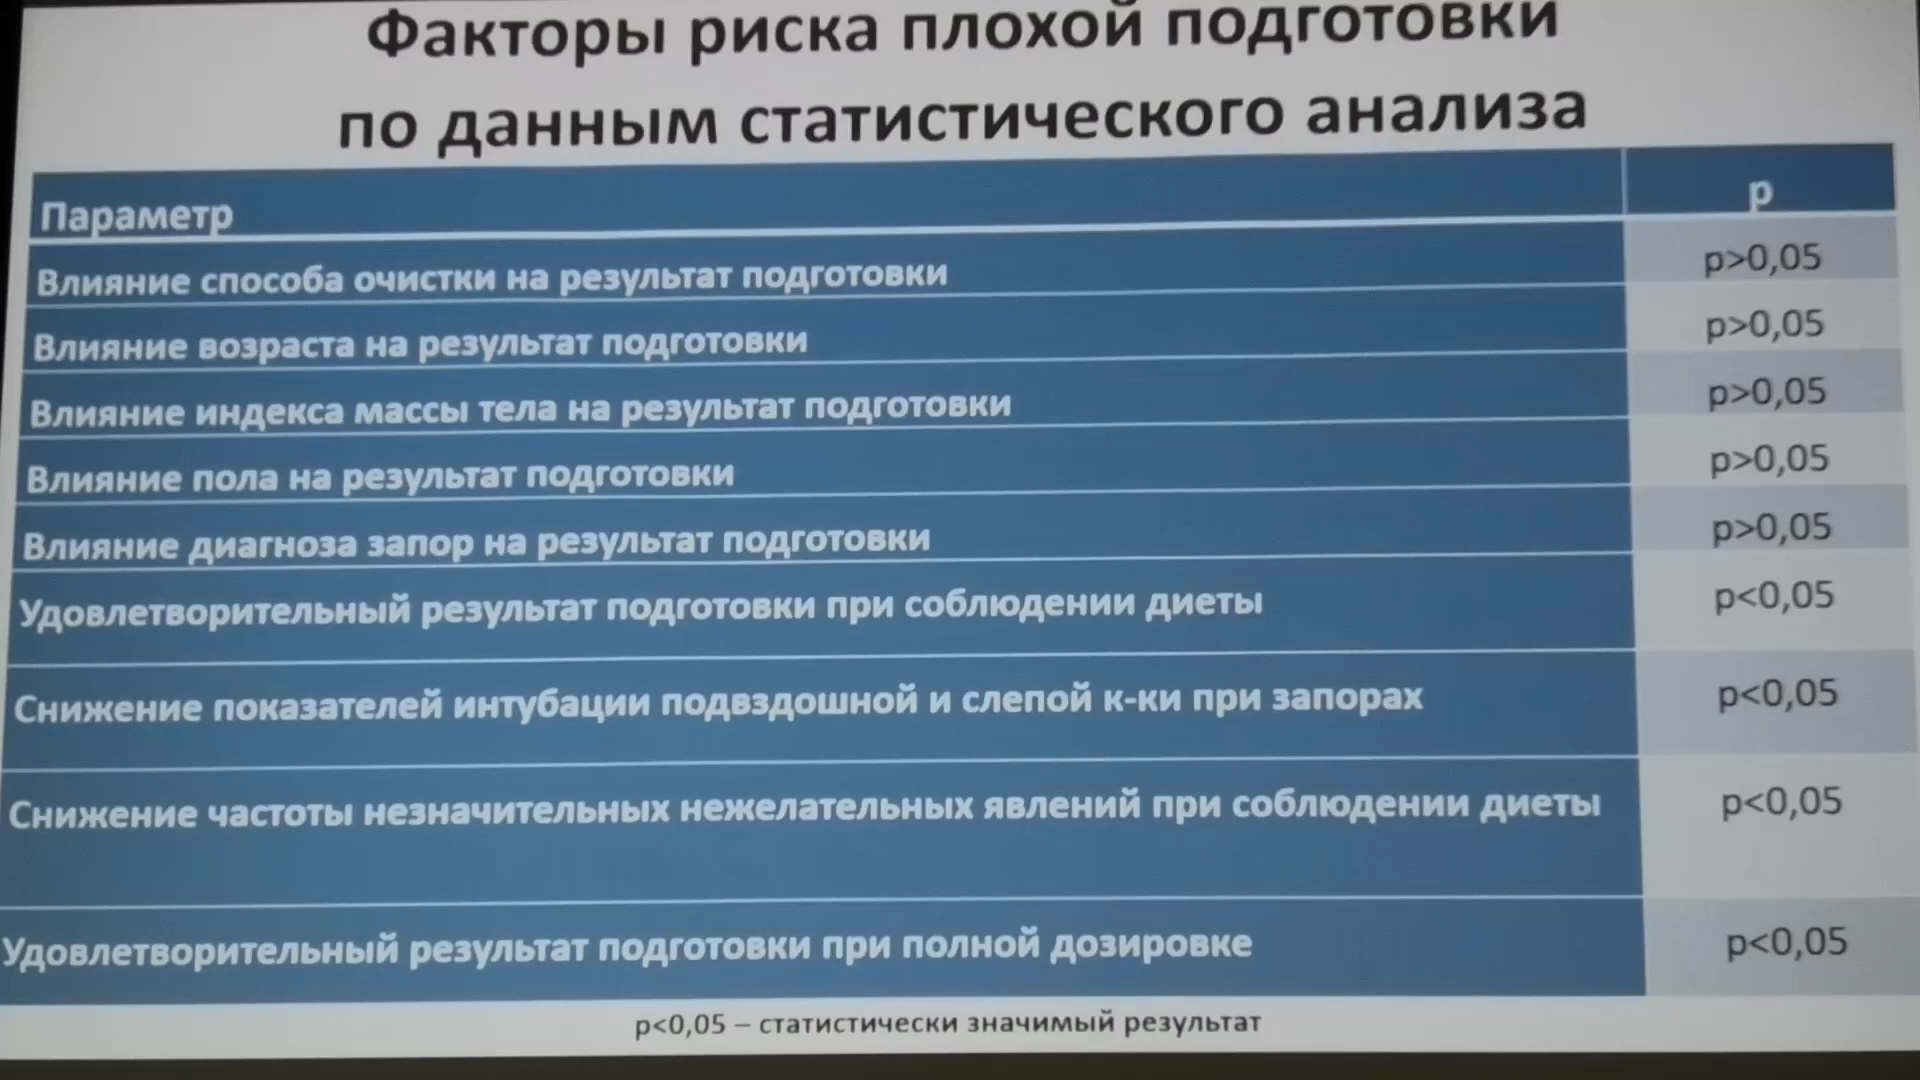 Факторы риска плохой подготовки
по данным статистического анализа
Параметр p
Влияние способа очистки на результат подготовки p>0,05
Влияние возраста на результат подготовки p>0,05
Влияние индекса массы тела на результат подготовки p>0,05
Влияние пола на результат подготовки p>0,05
Влияние диагноза запор на результат подготовки p>0,05
Удовлетворительный результат подготовки при соблюдении диеты p<0,05
Снижение показателей интубации подвздошной и слепой к-ки при запорах p<0,05
Снижение частоты незначительных нежелательных явлений при соблюдении диеты p<0,05
Удовлетворительный результат подготовки при полной дозировке p<0,05
p<0,05 – статистически значимый результат